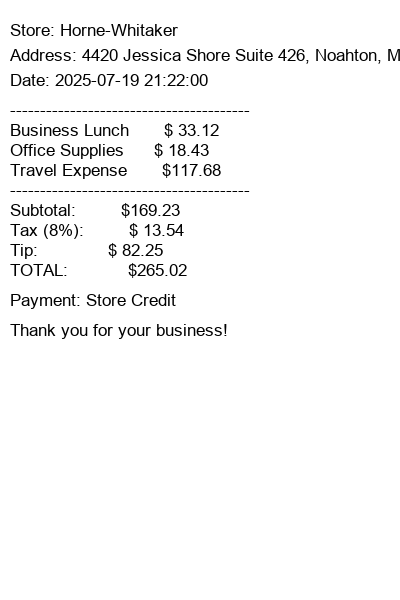 Store: Horne-Whitaker
Address: 4420 Jessica Shore Suite 426, Noahton, M
Date: 2025-07-19 21:22:00
----------------------------------------
Business Lunch $ 33.12
Office Supplies $ 18.43
Travel Expense $117.68
----------------------------------------
Subtotal: $169.23
Tax (8%): $ 13.54
Tip: $ 82.25
TOTAL: $265.02
Payment: Store Credit
Thank you for your business!